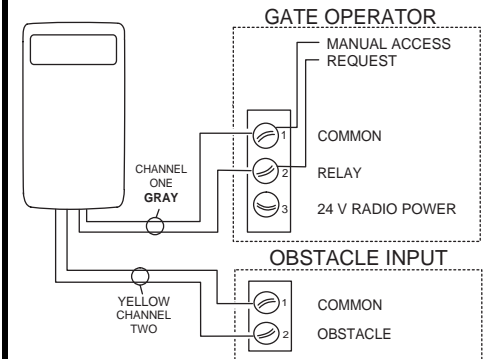 GATE OPERATOR
MANUAL ACCESS
REQUEST
1 COMMON
2 RELAY
3 24 V RADIO POWER
CHANNEL
ONE
GRAY
OBSTACLE INPUT
1 COMMON
2 OBSTACLE
YELLOW
CHANNEL
TWO